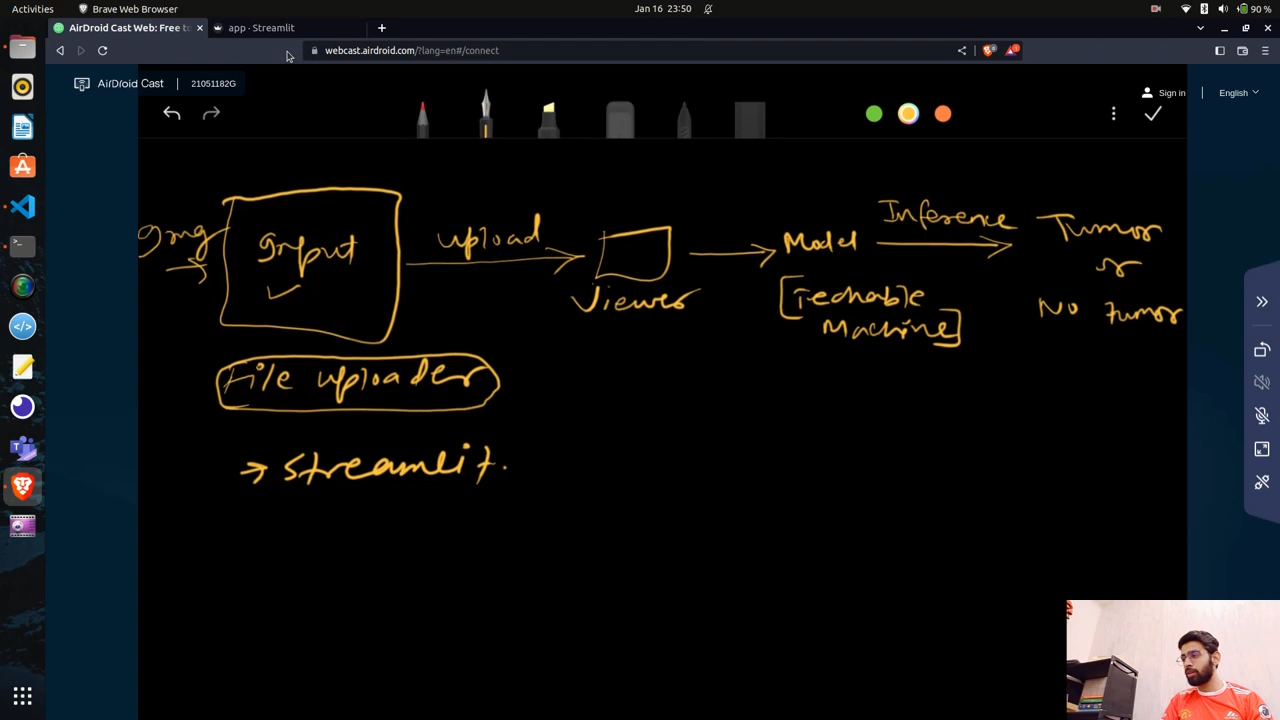 Activities
Brave Web Browser
Jan 16 23:50
90 %
AirDroid Cast Web: Free to
app · Streamlit
webcast.airdroid.com/?lang=en#/connect
AirDroid Cast
21051182G
Sign in
English
Img
Input
upload
Viewer
Model
[Teachable
Machine]
Inference
Tumor
or
No Tumor
File uploader
→ Streamlit.